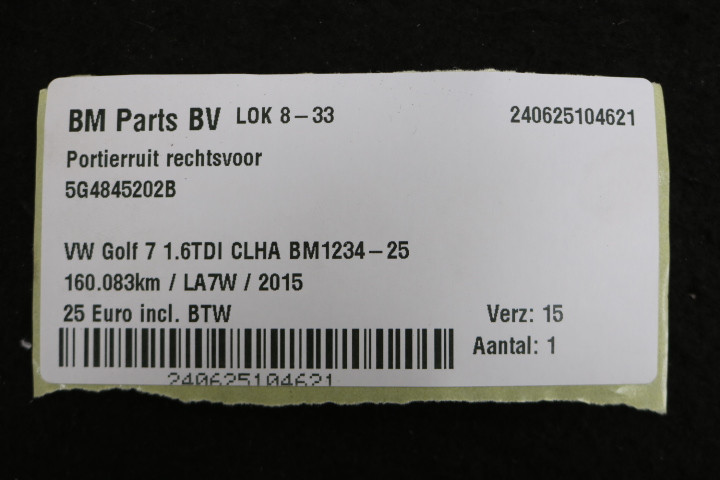 BM Parts BV LOK 8-33 240625104621
Portierruit rechtsvoor
5G4845202B
VW Golf 7 1.6TDI CLHA BM1234-25
160.083km / LA7W / 2015
25 Euro incl. BTW Verz: 15
Aantal: 1
240625104621